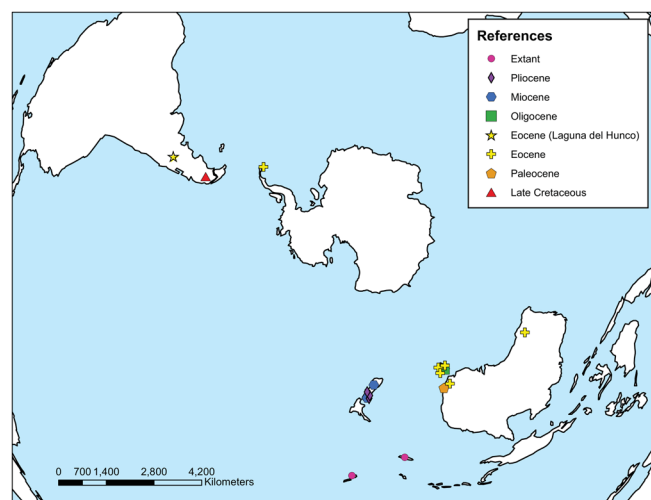 References
Extant
Pliocene
Miocene
Oligocene
Eocene (Laguna del Hunco)
Eocene
Paleocene
Late Cretaceous
0 700 1,400 2,800 4,200
Kilometers